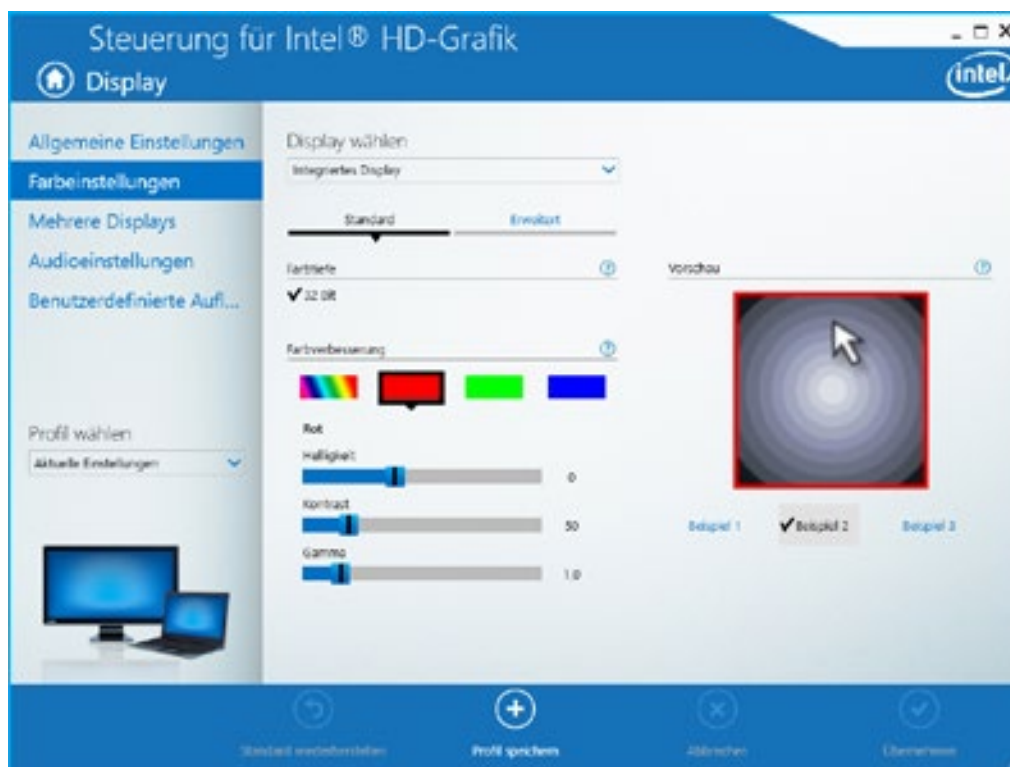 Steuerung für Intel® HD-Grafik
Display
intel
Allgemeine Einstellungen
Farbeinstellungen
Mehrere Displays
Audioeinstellungen
Benutzerdefinierte Aufl...
Profil wählen
Aktuelle Einstellungen
Display wählen
Integriertes Display
Standard
Erweitert
Farbtiefe
32 Bit
Farbverbesserung
Rot
Helligkeit
0
Kontrast
50
Gamma
1.0
Vorschau
Beispiel 1
Beispiel 2
Beispiel 3
Standard wiederherstellen
Profil speichern
Abbrechen
Übernehmen